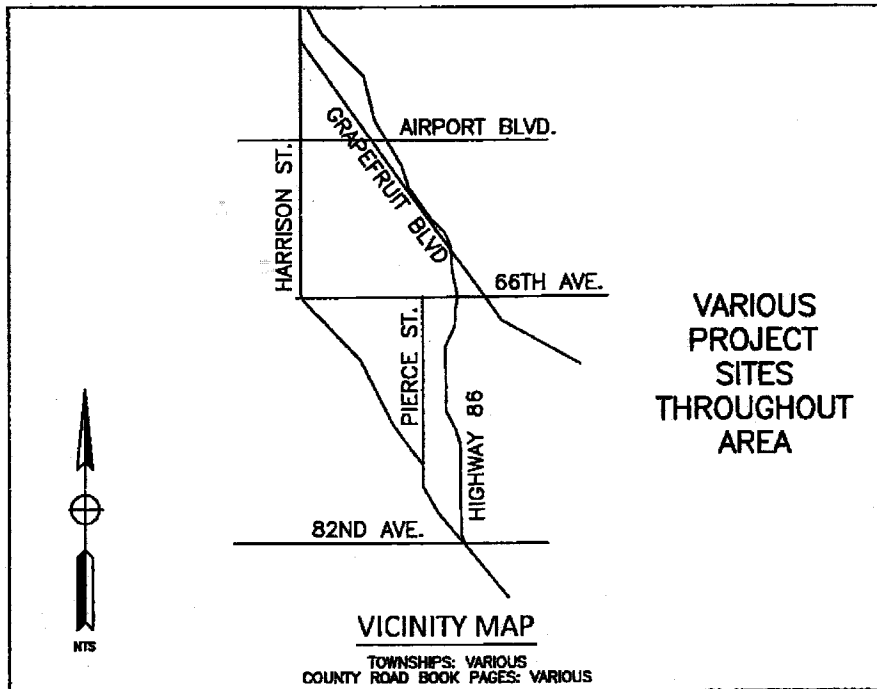 AIRPORT BLVD.
GRAPEFRUIT BLVD
HARRISON ST.
66TH AVE.
PIERCE ST.
HIGHWAY 86
82ND AVE.
VARIOUS
PROJECT
SITES
THROUGHOUT
AREA
NTS
VICINITY MAP
TOWNSHIPS: VARIOUS
COUNTY ROAD BOOK PAGES: VARIOUS